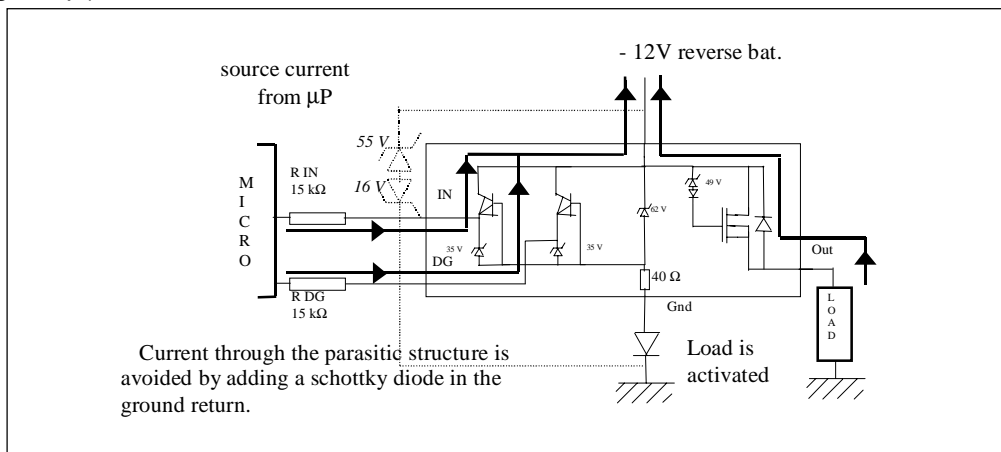 - 12V reverse bat.
source current
from µP
55 V
16 V
R IN
15 kΩ
IN
49 V
62 V
M
I
C
R
O
35 V
35 V
DG
Out
40 Ω
R DG
15 kΩ
Gnd
L
O
A
D
Load is
activated
Current through the parasitic structure is
avoided by adding a schottky diode in the
ground return.